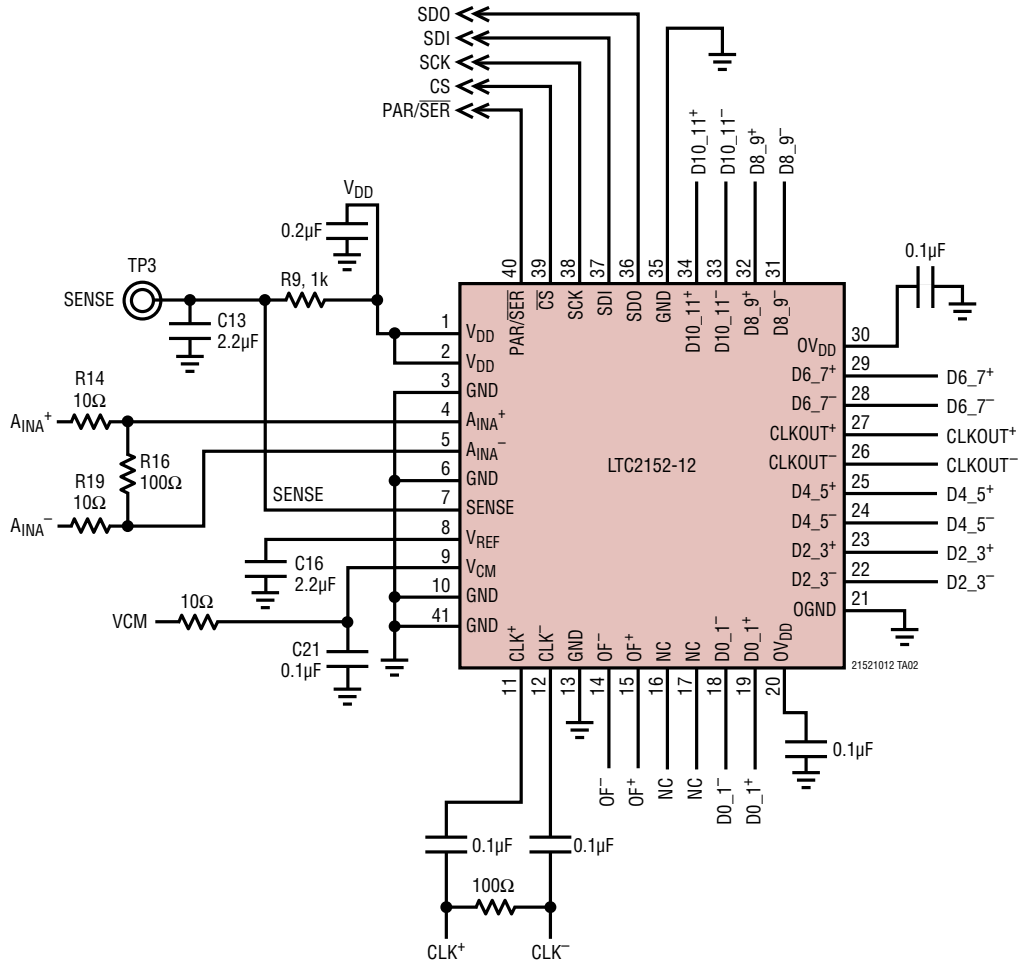 SDO
SDI
SCK
CS
PAR/SER
D10_11+
D10_11−
D8_9+
D8_9−
VDD
0.2µF
TP3
SENSE
R9, 1k
C13
2.2µF
R14
10Ω
AINA+
R16
100Ω
R19
10Ω
AINA−
SENSE
C16
2.2µF
10Ω
VCM
C21
0.1µF
40
39
38
37
36
35
34
33
32
31
PAR/SER
CS
SCK
SDI
SDO
GND
D10_11+
D10_11−
D8_9+
D8_9−
1 VDD
2 VDD
3 GND
4 AINA+
5 AINA−
6 GND
7 SENSE
8 VREF
9 VCM
10 GND
41 GND
LTC2152-12
0.1µF
OVDD 30
D6_7+ 29 D6_7+
D6_7− 28 D6_7−
CLKOUT+ 27 CLKOUT+
CLKOUT− 26 CLKOUT−
D4_5+ 25 D4_5+
D4_5− 24 D4_5−
D2_3+ 23 D2_3+
D2_3− 22 D2_3−
OGND 21
21521012 TA02
CLK+
CLK−
GND
OF−
OF+
NC
NC
D0_1−
D0_1+
OVDD
11
12
13
14
15
16
17
18
19
20
OF−
OF+
NC
NC
D0_1−
D0_1+
0.1µF
0.1µF
0.1µF
100Ω
CLK+
CLK−